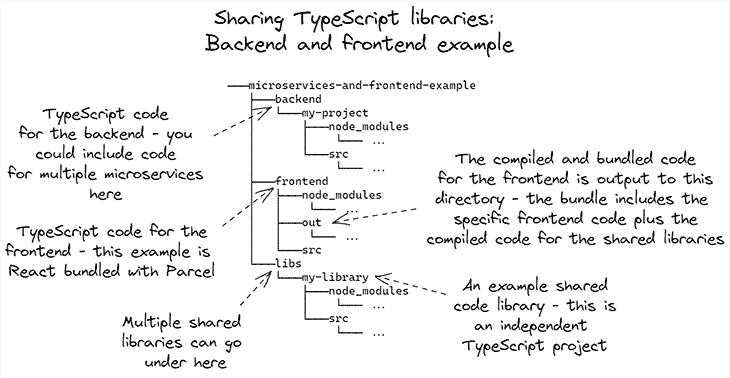 Sharing TypeScript libraries:
Backend and frontend example
microservices-and-frontend-example
backend
my-project
node_modules
...
src
...
frontend
node_modules
...
out
...
src
libs
my-library
node_modules
...
src
...
TypeScript code
for the backend - you
could include code
for multiple microservices
here
TypeScript code for the
frontend - this example is
React bundled with Parcel
Multiple shared
libraries can go
under here
The compiled and bundled code
for the frontend is output to this
directory - the bundle includes the
specific frontend code plus the
compiled code for the shared libraries
An example shared
code library - this is
an independent
TypeScript project